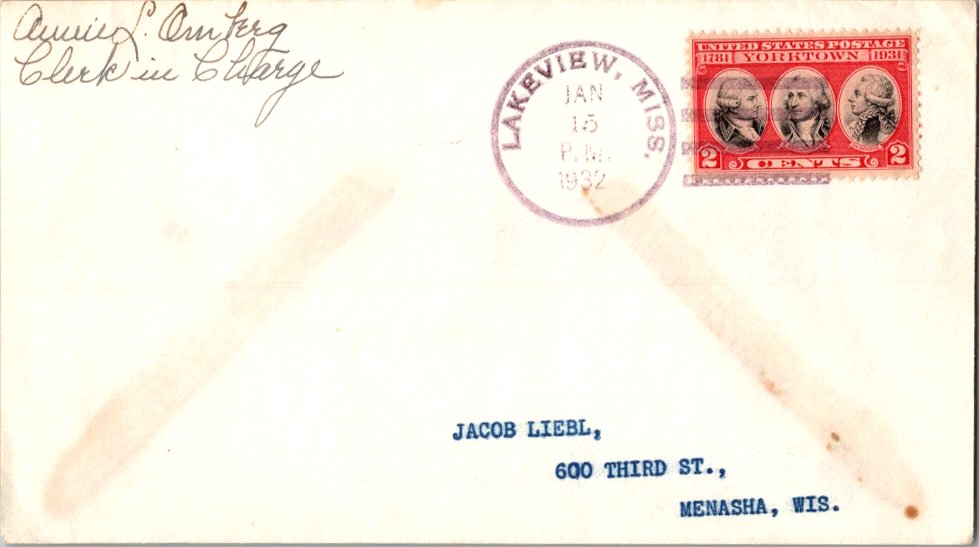 Annie L. Omberg
Clerk in Charge
LAKEVIEW, MISS.
JAN
15
P.M.
1932
UNITED STATES POSTAGE
1781 YORKTOWN 1931
2 CENTS 2
JACOB LIEBL,
600 THIRD ST.,
MENASHA, WIS.